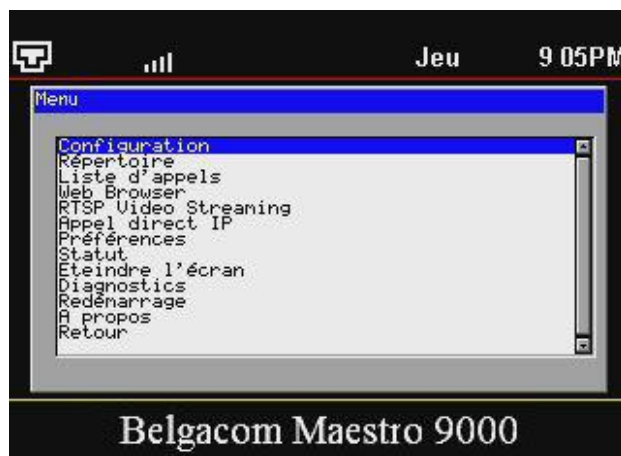 Jeu 9 05PM
Menu
Configuration
Répertoire
Liste d'appels
Web Browser
RTSP Video Streaming
Appel direct IP
Préférences
Statut
Eteindre l'écran
Diagnostics
Redémarrage
A propos
Retour
Belgacom Maestro 9000